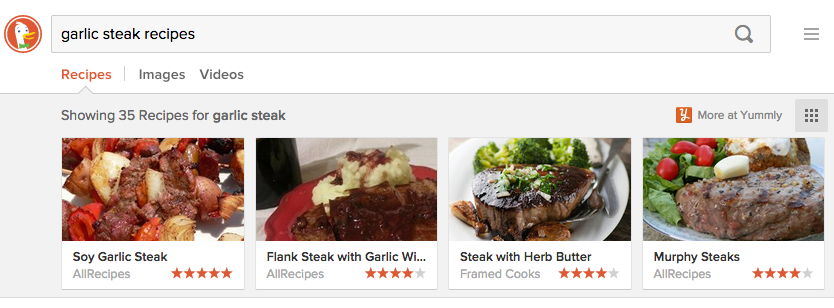 garlic steak recipes
Recipes Images Videos
Showing 35 Recipes for garlic steak
More at Yummly
Soy Garlic Steak
AllRecipes
Flank Steak with Garlic Wi...
AllRecipes
Steak with Herb Butter
Framed Cooks
Murphy Steaks
AllRecipes